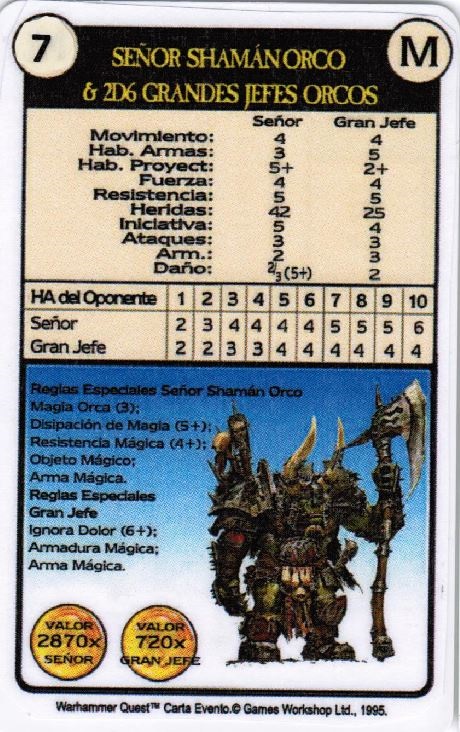 7
M
SEÑOR SHAMÁN ORCO
& 2D6 GRANDES JEFES ORCOS
Señor Gran Jefe
Movimiento: 4 4
Hab. Armas: 3 5
Hab. Proyect: 5+ 2+
Fuerza: 4 4
Resistencia: 5 5
Heridas: 42 25
Iniciativa: 5 4
Ataques: 3 3
Arm.: 2 3
Daño: 2/3 (5+) 2
HA del Oponente 1 2 3 4 5 6 7 8 9 10
Señor 2 3 4 4 4 4 5 5 5 6
Gran Jefe 2 2 3 3 4 4 4 4 4 4
Reglas Especiales Señor Shamán Orco
Magia Orca (3);
Disipación de Magia (5+);
Resistencia Mágica (4+);
Objeto Mágico;
Arma Mágica.
Reglas Especiales
Gran Jefe
Ignora Dolor (6+);
Armadura Mágica;
Arma Mágica.
VALOR
2870x
SEÑOR
VALOR
720x
GRAN JEFE
Warhammer Quest™ Carta Evento.© Games Workshop Ltd., 1995.